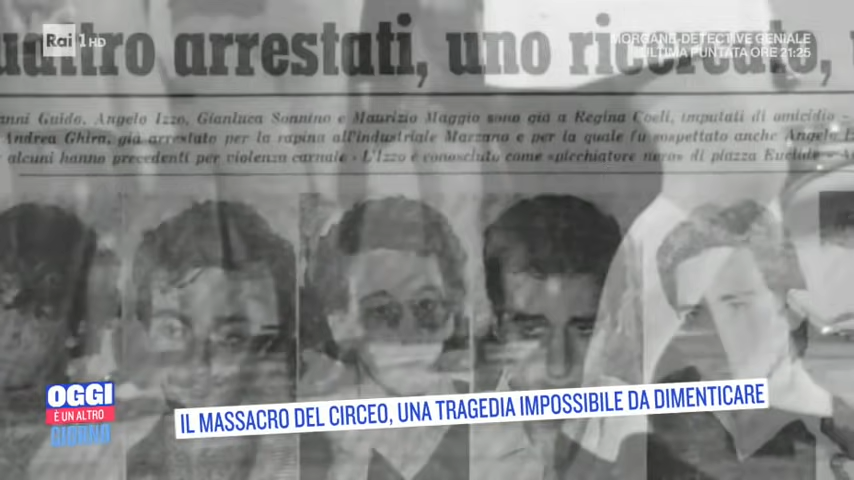 Rai 1 HD
MORGANE-DETECTIVE GENIALE
ULTIMA PUNTATA ORE 21:25
arrestati, uno ricercato,
Guido, Angelo Izzo, Gianluca Sonnino e Maurizio Maggio sono già a Regina Coeli, imputati di omicidio -
Andrea Ghira, già arrestato per la rapina all'industriale Marzano e per la quale fu sospettato anche Angelo
alcuni hanno precedenti per violenza carnale - L'Izzo è conosciuto come «picchiatore nero» di piazza Euclide -
OGGI
È UN ALTRO
GIORNO
IL MASSACRO DEL CIRCEO, UNA TRAGEDIA IMPOSSIBILE DA DIMENTICARE